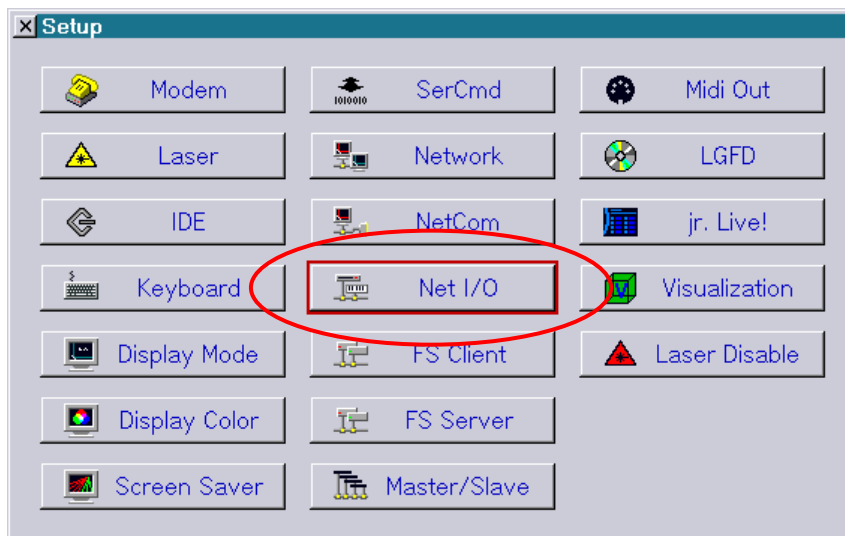 Setup
Modem SerCmd Midi Out
1010010
Laser Network LGFD
IDE NetCom jr. Live!
Keyboard Net I/O Visualization
Display Mode FS Client Laser Disable
Display Color FS Server
Screen Saver Master/Slave